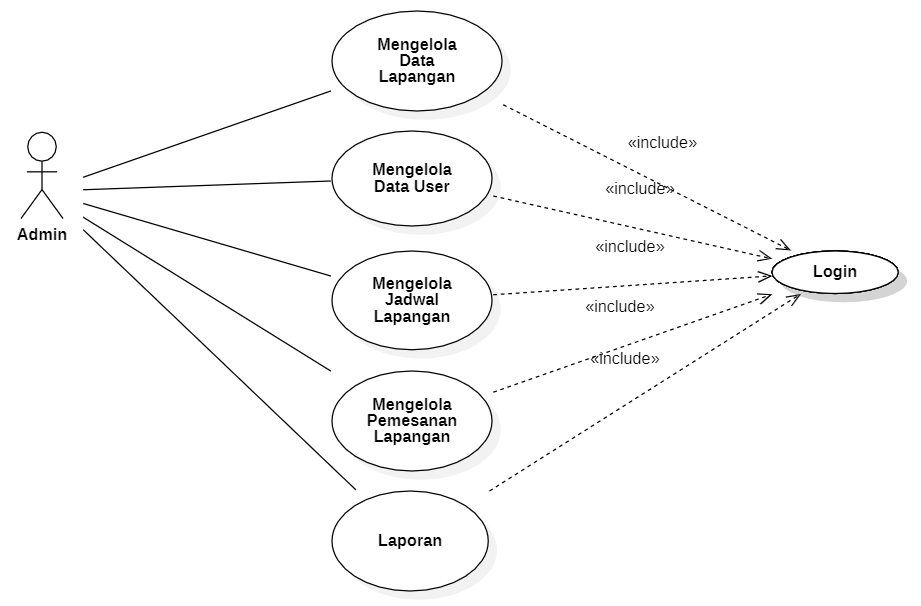 Mengelola
Data
Lapangan
«include»
Mengelola
Data User
«include»
Admin
«include»
Login
Mengelola
Jadwal
Lapangan
«include»
«include»
Mengelola
Pemesanan
Lapangan
Laporan